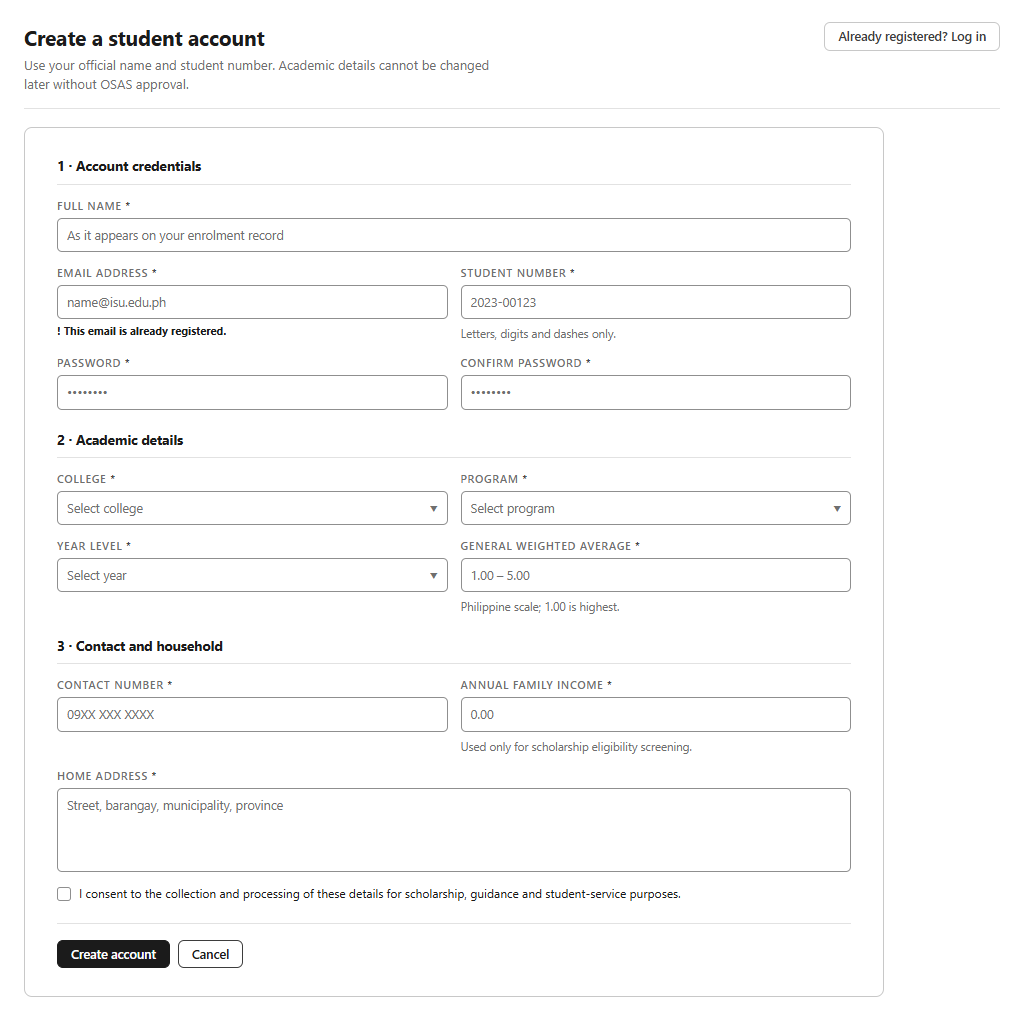 Create a student account
Already registered? Log in
Use your official name and student number. Academic details cannot be changed
later without OSAS approval.
1 · Account credentials
FULL NAME *
As it appears on your enrolment record
EMAIL ADDRESS *
STUDENT NUMBER *
name@isu.edu.ph
2023-00123
! This email is already registered.
Letters, digits and dashes only.
PASSWORD *
CONFIRM PASSWORD *
••••••••
••••••••
2 · Academic details
COLLEGE *
PROGRAM *
Select college ▼
Select program ▼
YEAR LEVEL *
GENERAL WEIGHTED AVERAGE *
Select year ▼
1.00 – 5.00
Philippine scale; 1.00 is highest.
3 · Contact and household
CONTACT NUMBER *
ANNUAL FAMILY INCOME *
09XX XXX XXXX
0.00
Used only for scholarship eligibility screening.
HOME ADDRESS *
Street, barangay, municipality, province
I consent to the collection and processing of these details for scholarship, guidance and student-service purposes.
Create account
Cancel